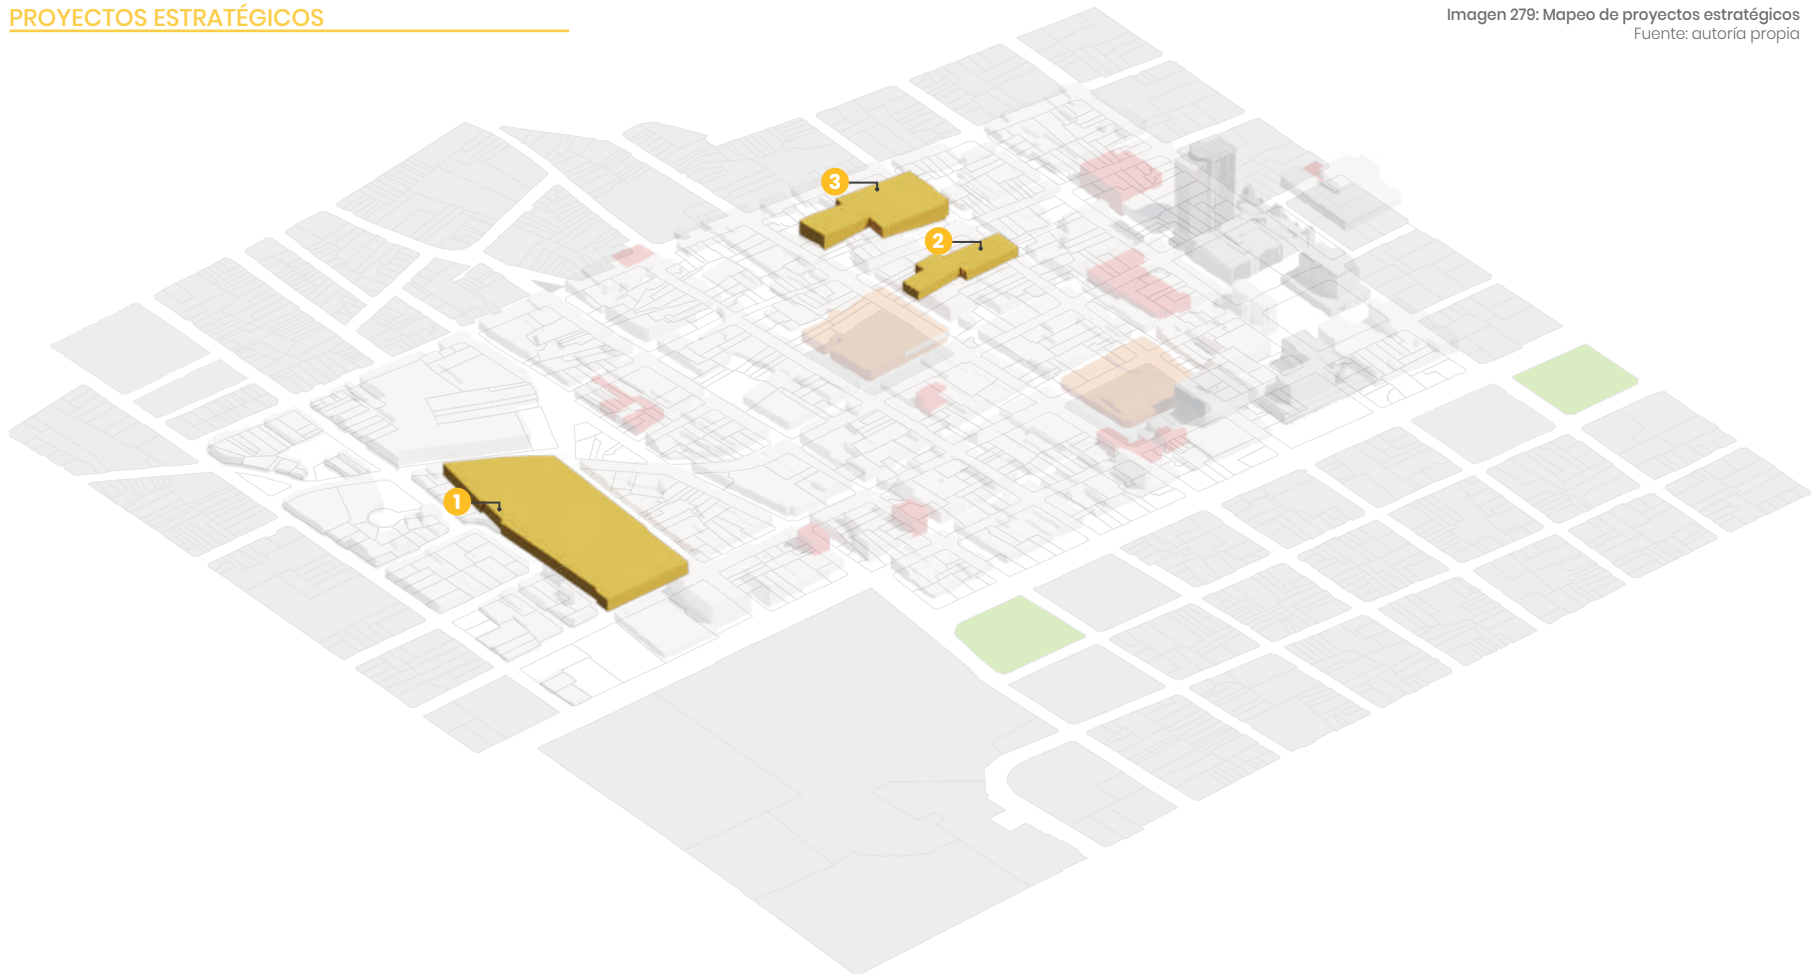 PROYECTOS ESTRATÉGICOS
Imagen 279: Mapeo de proyectos estratégicos
Fuente: autoría propia
3
2
1